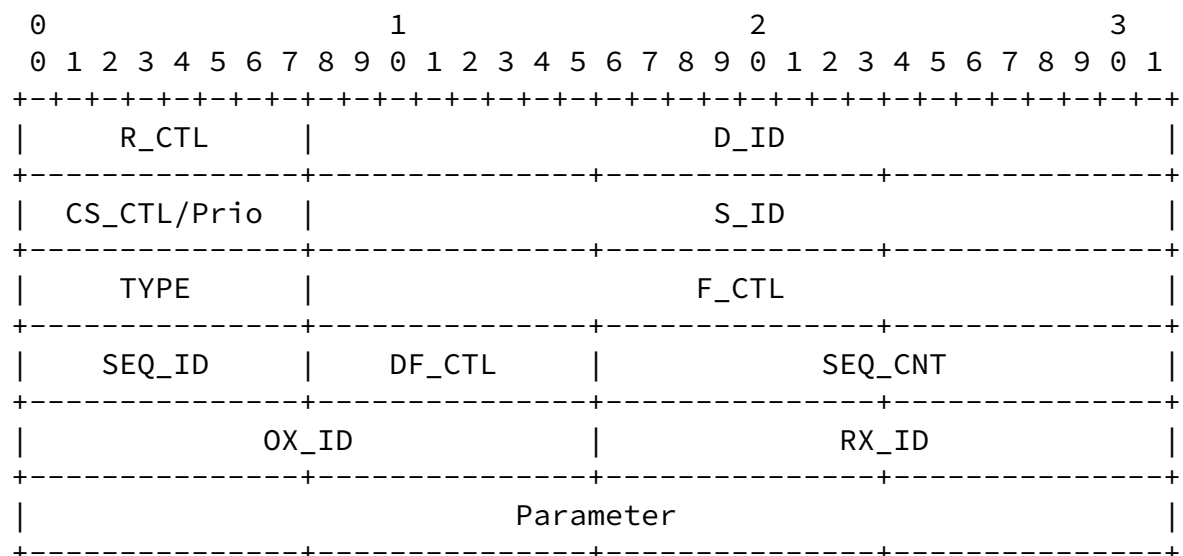 0                   1                   2                   3
 0 1 2 3 4 5 6 7 8 9 0 1 2 3 4 5 6 7 8 9 0 1 2 3 4 5 6 7 8 9 0 1
+-+-+-+-+-+-+-+-+-+-+-+-+-+-+-+-+-+-+-+-+-+-+-+-+-+-+-+-+-+-+-+-+
|     R_CTL     |                      D_ID                     |
+---------------+---------------+---------------+---------------+
|  CS_CTL/Prio  |                      S_ID                     |
+---------------+---------------+---------------+---------------+
|     TYPE      |                     F_CTL                     |
+---------------+---------------+---------------+---------------+
|    SEQ_ID     |    DF_CTL     |            SEQ_CNT            |
+---------------+---------------+---------------+---------------+
|             OX_ID             |             RX_ID             |
+---------------+---------------+---------------+---------------+
|                           Parameter                           |
+---------------+---------------+---------------+---------------+